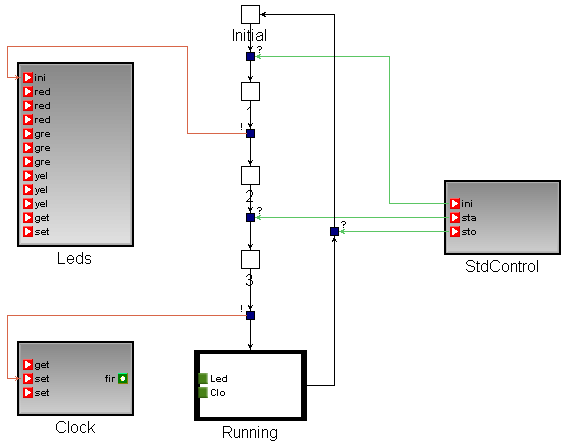 Initial
?
ini
red
red
red
gre
gre
gre
yel
yel
yel
get
set
Leds
1
!
2
?
?
ini
sta
sto
StdControl
3
!
get
set
set
fir
Clock
Led
Clo
Running